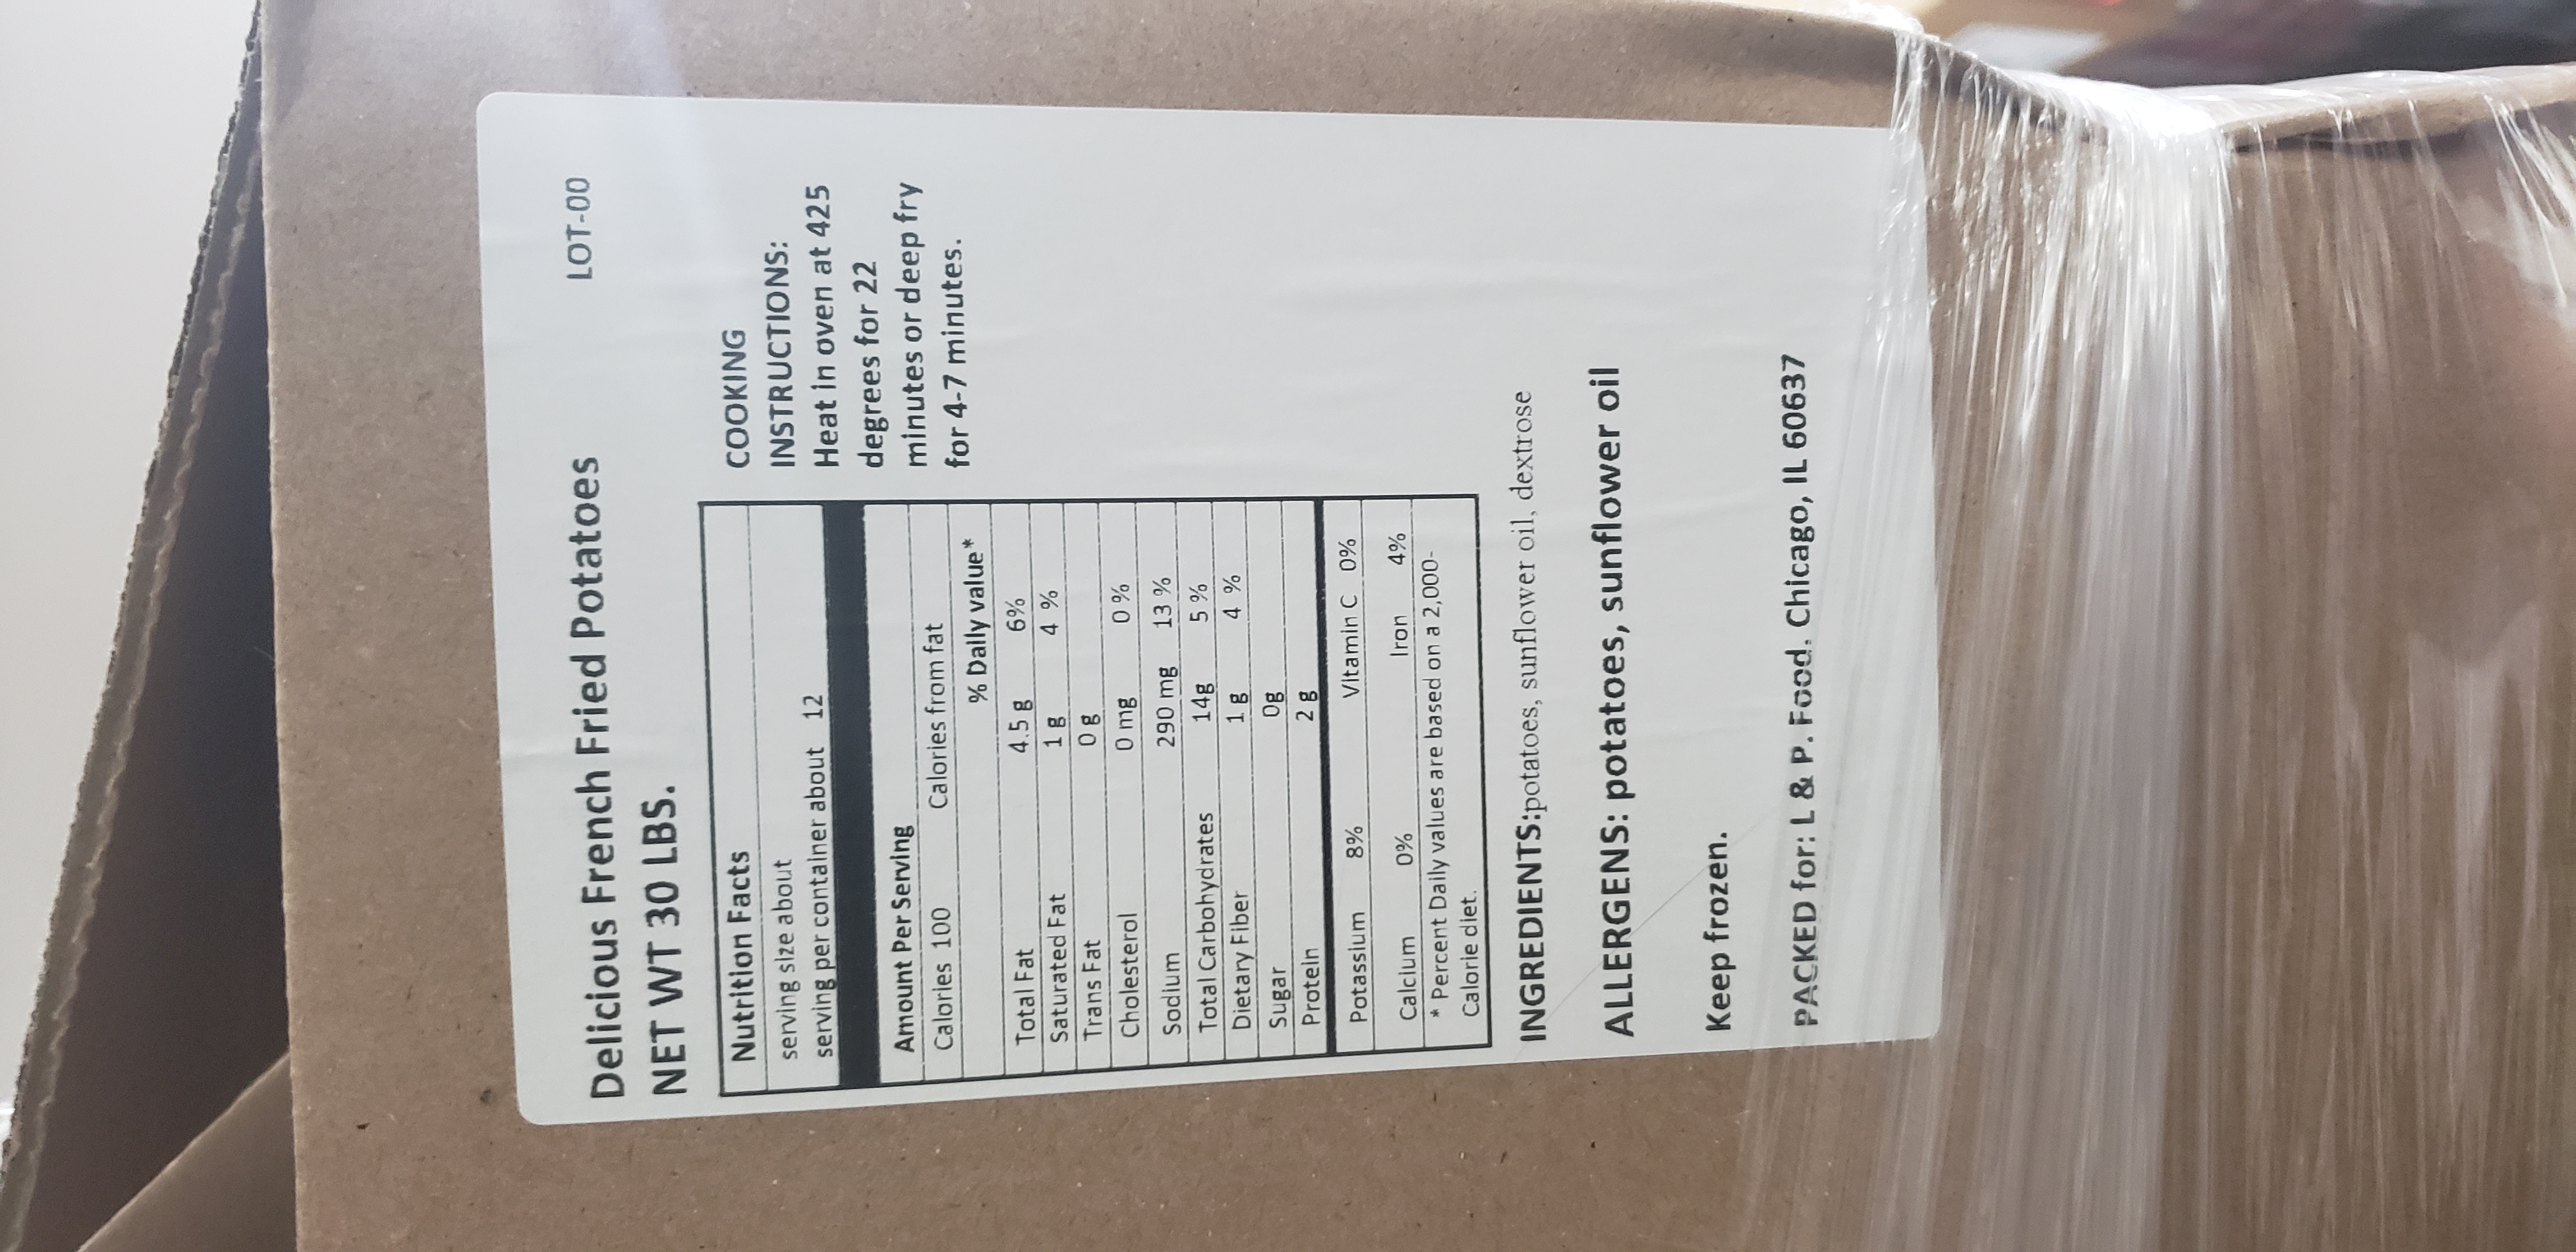 Delicious French Fried Potatoes LOT-00
NET WT 30 LBS.
Nutrition Facts
serving size about
serving per container about 12
Amount Per Serving
Calories 100 Calories from fat
% Daily value*
Total Fat 4.5 g 6%
Saturated Fat 1 g 4 %
Trans Fat 0 g
Cholesterol 0 mg 0 %
Sodium 290 mg 13 %
Total Carbohydrates 14g 5 %
Dietary Fiber 1 g 4 %
Sugar 0g
Protein 2 g
Potassium 8% Vitamin C 0%
Calcium 0% Iron 4%
* Percent Daily values are based on a 2,000-
Calorie diet.
COOKING
INSTRUCTIONS:
Heat in oven at 425
degrees for 22
minutes or deep fry
for 4-7 minutes.
INGREDIENTS:potatoes, sunflower oil, dextrose
ALLERGENS: potatoes, sunflower oil
Keep frozen.
PACKED for: L & P. Food. Chicago, IL 60637